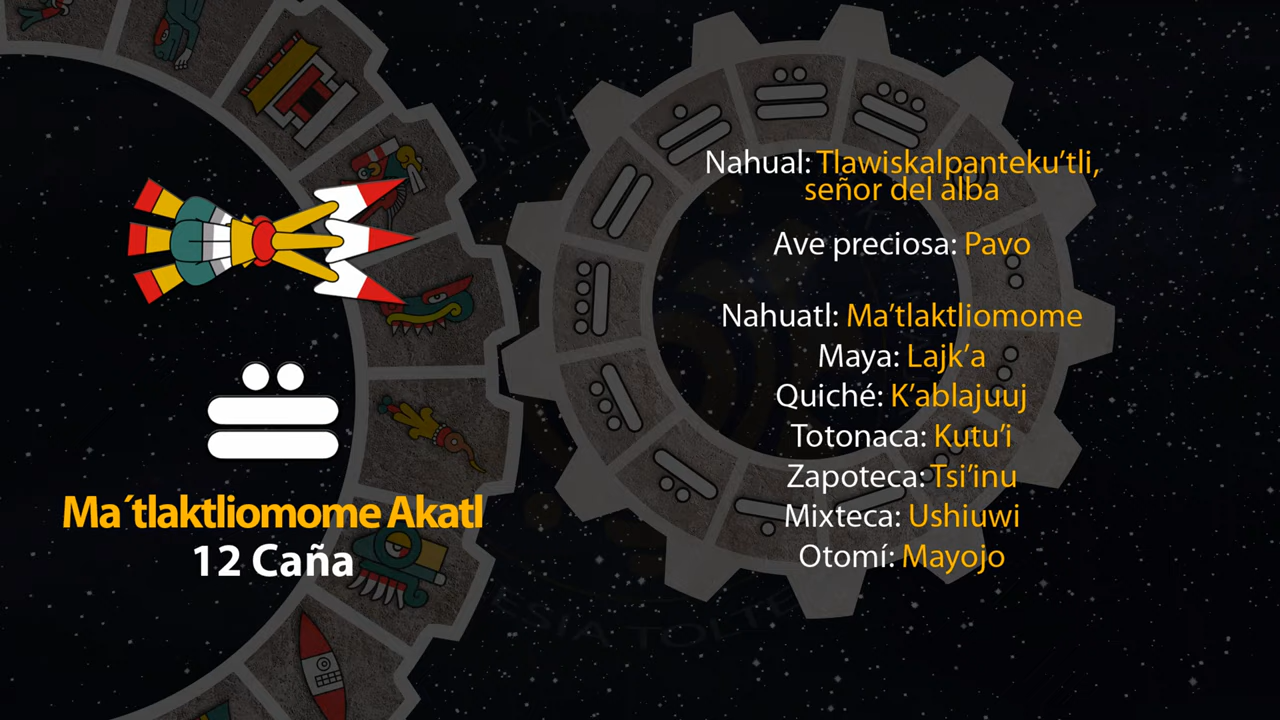 Ma´tlaktliomome Akatl
12 Caña
Nahual: Tlawiskalpanteku’tli,
señor del alba
Ave preciosa: Pavo
Nahuatl: Ma’tlaktliomome
Maya: Lajk’a
Quiché: K’ablajuuj
Totonaca: Kutu’i
Zapoteca: Tsi’inu
Mixteca: Ushiuwi
Otomí: Mayojo